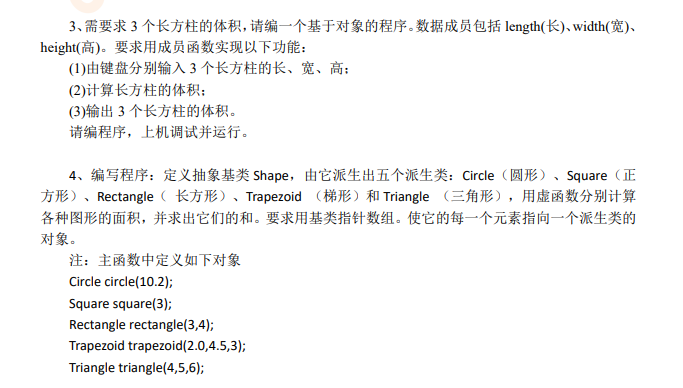 3、需要求 3 个长方柱的体积,请编一个基于对象的程序。数据成员包括 length(长)、width(宽)、
height(高)。要求用成员函数实现以下功能：
(1)由键盘分别输入 3 个长方柱的长、宽、高；
(2)计算长方柱的体积；
(3)输出 3 个长方柱的体积。
请编程序，上机调试并运行。
4、编写程序：定义抽象基类 Shape，由它派生出五个派生类：Circle（圆形）、Square（正
方形）、Rectangle（ 长方形）、Trapezoid （梯形）和 Triangle （三角形），用虚函数分别计算
各种图形的面积，并求出它们的和。要求用基类指针数组。使它的每一个元素指向一个派生类的
对象。
注：主函数中定义如下对象
Circle circle(10.2);
Square square(3);
Rectangle rectangle(3,4);
Trapezoid trapezoid(2.0,4.5,3);
Triangle triangle(4,5,6);